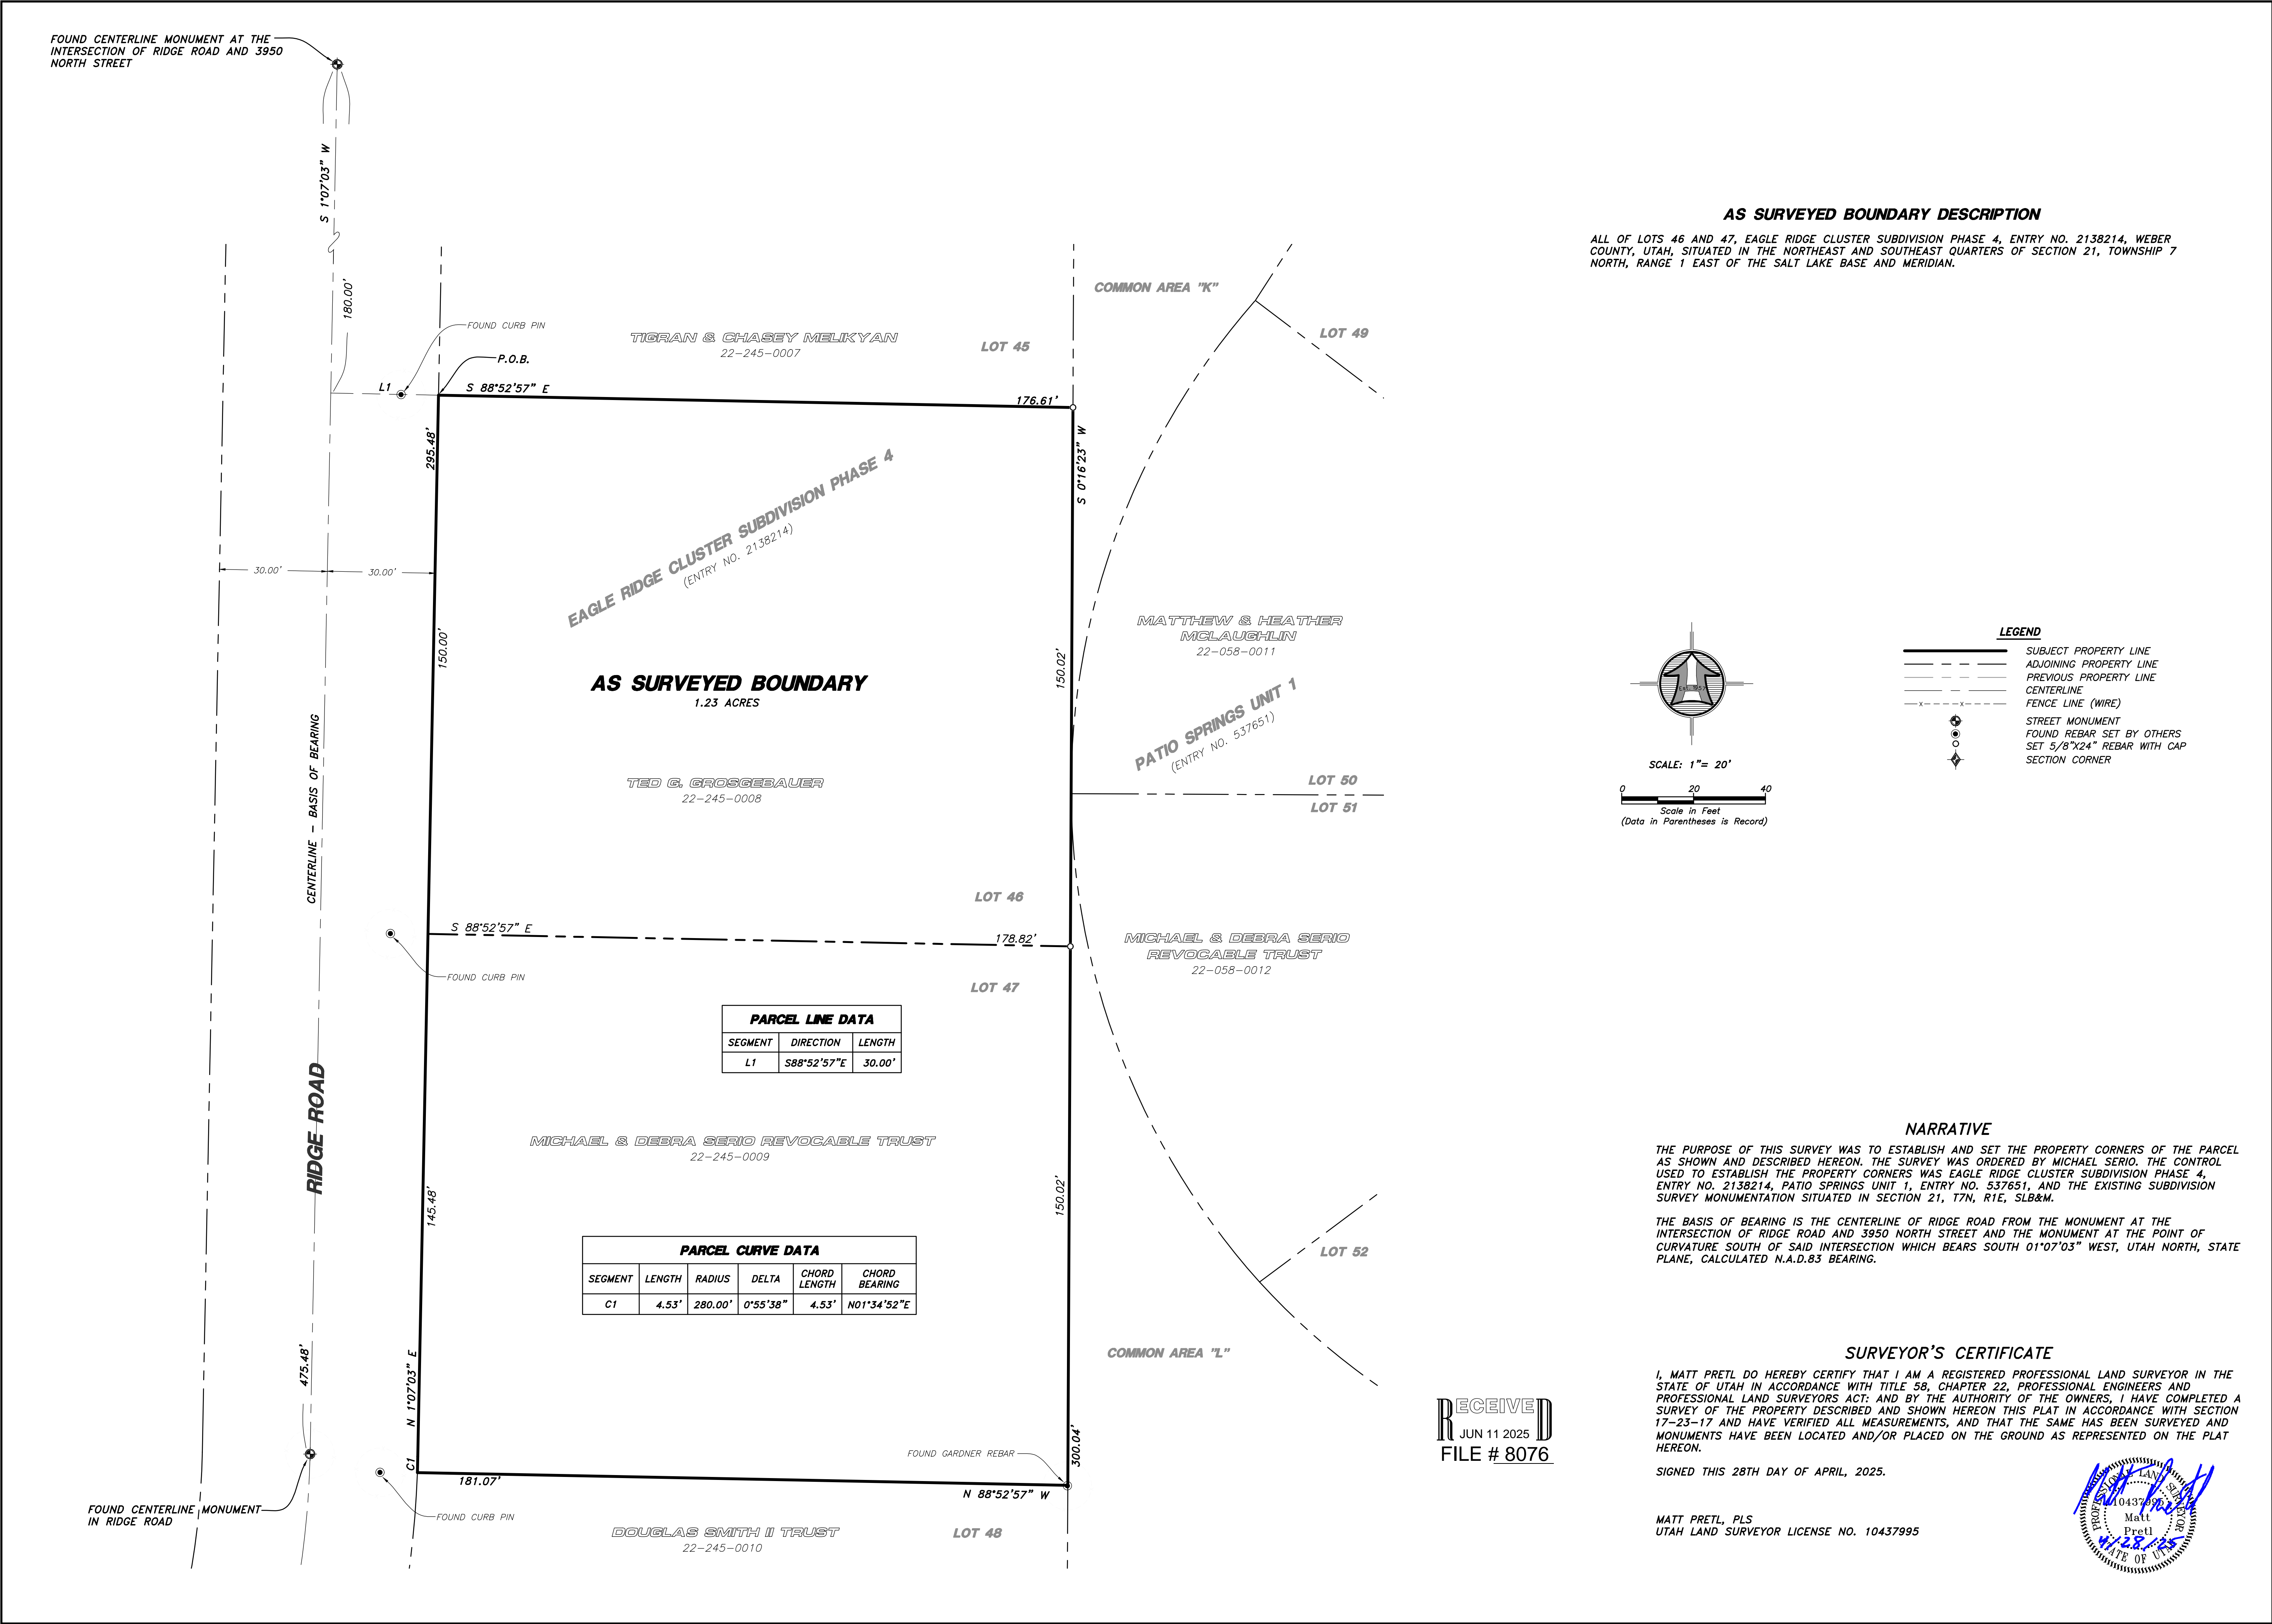 FOUND CENTERLINE MONUMENT AT THE
INTERSECTION OF RIDGE ROAD AND 3950
NORTH STREET
S 1°07'03" W
180.00'
L1
FOUND CURB PIN
P.O.B.
S 88°52'57" E
176.61'
TIGRAN & CHASEY MELIKYAN
22-245-0007
LOT 45
COMMON AREA "K"
LOT 49
295.48'
S 0°16'23" W
EAGLE RIDGE CLUSTER SUBDIVISION PHASE 4
(ENTRY NO. 2138214)
30.00'
30.00'
150.00'
150.02'
AS SURVEYED BOUNDARY
1.23 ACRES
MATTHEW & HEATHER
MCLAUGHLIN
22-058-0011
PATIO SPRINGS UNIT 1
(ENTRY NO. 537651)
TED G. GROSGEBAUER
22-245-0008
LOT 50
LOT 51
CENTERLINE - BASIS OF BEARING
LOT 46
S 88°52'57" E
178.82'
FOUND CURB PIN
LOT 47
MICHAEL & DEBRA SERIO
REVOCABLE TRUST
22-058-0012
PARCEL LINE DATA
SEGMENT DIRECTION LENGTH
L1 S88°52'57"E 30.00'
RIDGE ROAD
MICHAEL & DEBRA SERIO REVOCABLE TRUST
22-245-0009
145.48'
150.02'
PARCEL CURVE DATA
SEGMENT LENGTH RADIUS DELTA CHORD LENGTH CHORD BEARING
C1 4.53' 280.00' 0°55'38" 4.53' N01°34'52"E
LOT 52
COMMON AREA "L"
475.48'
N 1°07'03" E
C1
181.07'
FOUND GARDNER REBAR
N 88°52'57" W
300.04'
FOUND CENTERLINE MONUMENT
IN RIDGE ROAD
FOUND CURB PIN
DOUGLAS SMITH II TRUST
22-245-0010
LOT 48
RECEIVED
JUN 11 2025
FILE # 8076
AS SURVEYED BOUNDARY DESCRIPTION
ALL OF LOTS 46 AND 47, EAGLE RIDGE CLUSTER SUBDIVISION PHASE 4, ENTRY NO. 2138214, WEBER
COUNTY, UTAH, SITUATED IN THE NORTHEAST AND SOUTHEAST QUARTERS OF SECTION 21, TOWNSHIP 7
NORTH, RANGE 1 EAST OF THE SALT LAKE BASE AND MERIDIAN.
SCALE: 1"= 20'
0 20 40
Scale in Feet
(Data in Parentheses is Record)
LEGEND
SUBJECT PROPERTY LINE
ADJOINING PROPERTY LINE
PREVIOUS PROPERTY LINE
CENTERLINE
FENCE LINE (WIRE)
STREET MONUMENT
FOUND REBAR SET BY OTHERS
SET 5/8"X24" REBAR WITH CAP
SECTION CORNER
NARRATIVE
THE PURPOSE OF THIS SURVEY WAS TO ESTABLISH AND SET THE PROPERTY CORNERS OF THE PARCEL
AS SHOWN AND DESCRIBED HEREON. THE SURVEY WAS ORDERED BY MICHAEL SERIO. THE CONTROL
USED TO ESTABLISH THE PROPERTY CORNERS WAS EAGLE RIDGE CLUSTER SUBDIVISION PHASE 4,
ENTRY NO. 2138214, PATIO SPRINGS UNIT 1, ENTRY NO. 537651, AND THE EXISTING SUBDIVISION
SURVEY MONUMENTATION SITUATED IN SECTION 21, T7N, R1E, SLB&M.
THE BASIS OF BEARING IS THE CENTERLINE OF RIDGE ROAD FROM THE MONUMENT AT THE
INTERSECTION OF RIDGE ROAD AND 3950 NORTH STREET AND THE MONUMENT AT THE POINT OF
CURVATURE SOUTH OF SAID INTERSECTION WHICH BEARS SOUTH 01°07'03" WEST, UTAH NORTH, STATE
PLANE, CALCULATED N.A.D.83 BEARING.
SURVEYOR'S CERTIFICATE
I, MATT PRETL DO HEREBY CERTIFY THAT I AM A REGISTERED PROFESSIONAL LAND SURVEYOR IN THE
STATE OF UTAH IN ACCORDANCE WITH TITLE 58, CHAPTER 22, PROFESSIONAL ENGINEERS AND
PROFESSIONAL LAND SURVEYORS ACT: AND BY THE AUTHORITY OF THE OWNERS, I HAVE COMPLETED A
SURVEY OF THE PROPERTY DESCRIBED AND SHOWN HEREON THIS PLAT IN ACCORDANCE WITH SECTION
17-23-17 AND HAVE VERIFIED ALL MEASUREMENTS, AND THAT THE SAME HAS BEEN SURVEYED AND
MONUMENTS HAVE BEEN LOCATED AND/OR PLACED ON THE GROUND AS REPRESENTED ON THE PLAT
HEREON.
SIGNED THIS 28TH DAY OF APRIL, 2025.
MATT PRETL, PLS
UTAH LAND SURVEYOR LICENSE NO. 10437995
PROFESSIONAL LAND SURVEYOR
10437995
Matt
Pretl
4/28/25
STATE OF UTAH